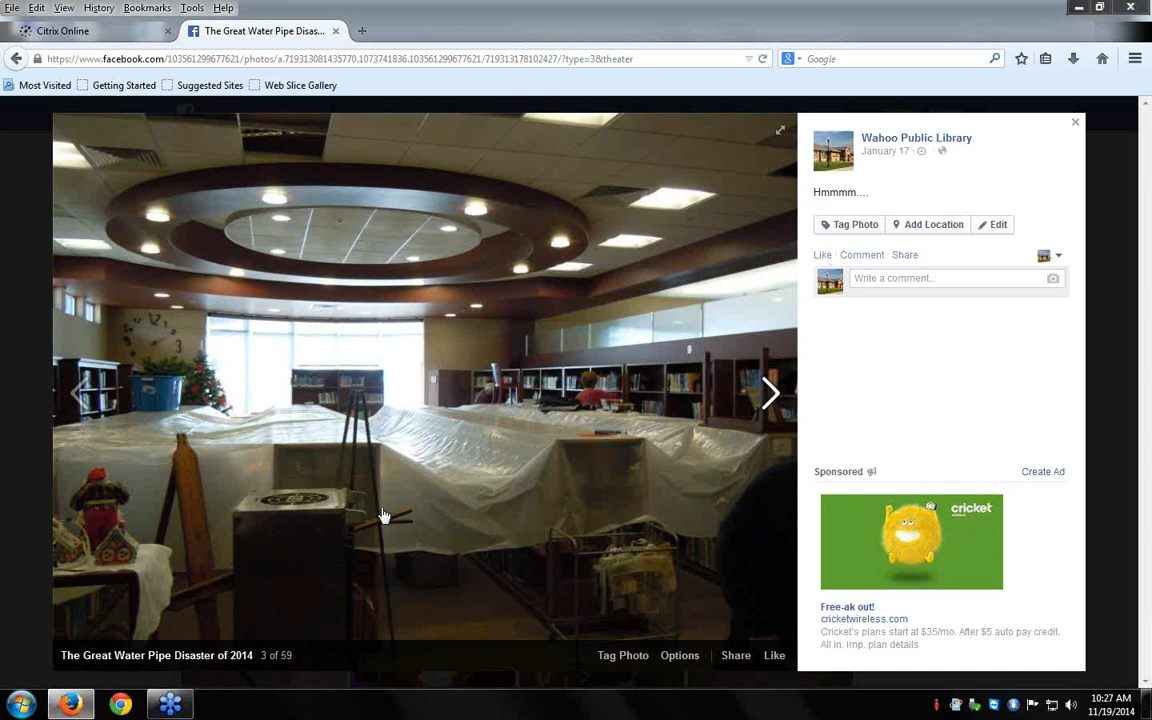 File Edit View History Bookmarks Tools Help
Citrix Online
The Great Water Pipe Disas...
https://www.facebook.com/103561299677621/photos/a.719313081435770.1073741836.103561299677621/719313178102427/?type=3&theater
Google
Most Visited Getting Started Suggested Sites Web Slice Gallery
Wahoo Public Library
January 17
Hmmmm....
Tag Photo Add Location Edit
Like · Comment · Share
Write a comment...
Sponsored Create Ad
cricket
wireless
Free-ak out!
cricketwireless.com
Cricket's plans start at $35/mo. After $5 auto pay credit.
All in. Imp. plan details
The Great Water Pipe Disaster of 2014 3 of 59
Tag Photo Options Share Like
10:27 AM
11/19/2014